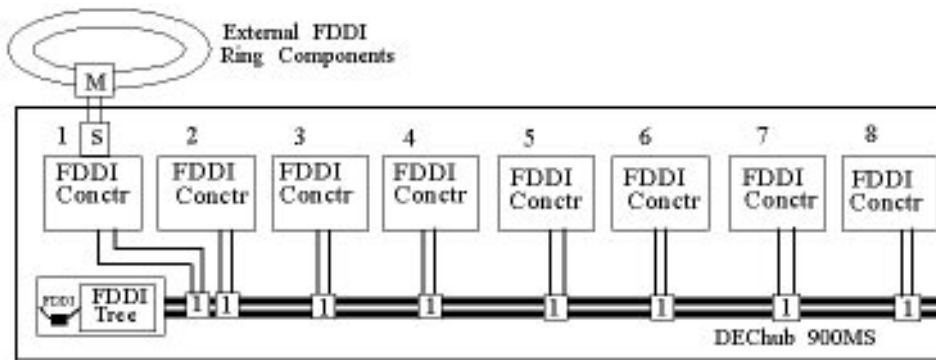 External FDDI
Ring Components
M
1 S 2 3 4 5 6 7 8
FDDI Conctr
FDDI Conctr
FDDI Conctr
FDDI Conctr
FDDI Conctr
FDDI Conctr
FDDI Conctr
FDDI Conctr
FDDI
FDDI
Tree
1 1 1 1 1 1 1 1
DEChub 900MS